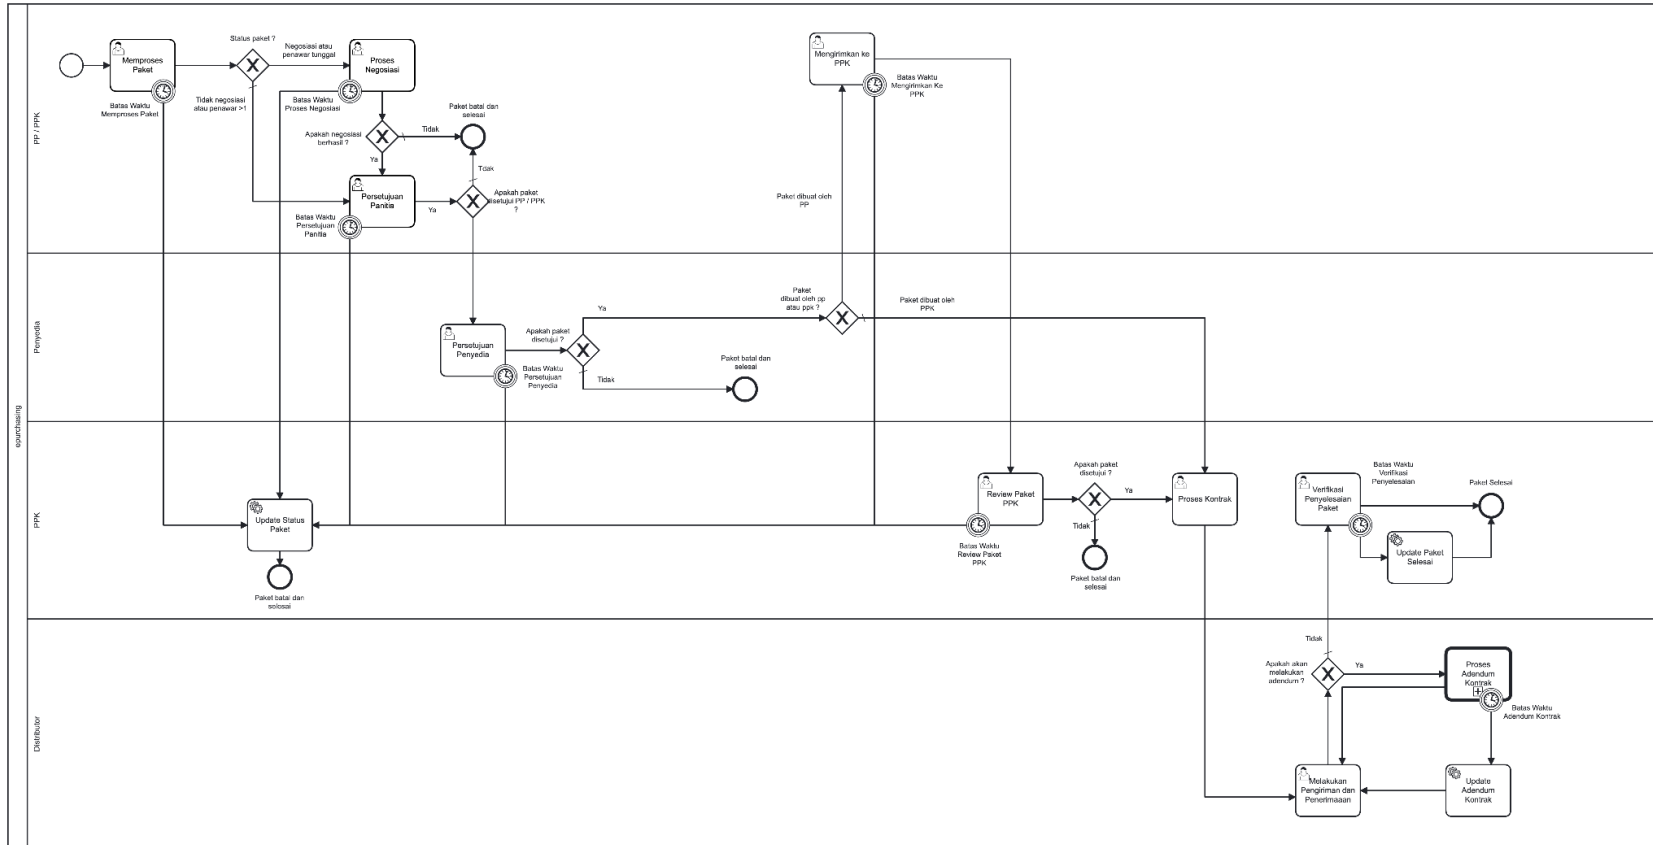 epurchasing
PP / PPK
Memproses
Paket
Batas Waktu
Memproses Paket
Status paket ?
Negosiasi atau
penawar tunggal
Tidak negosiasi
atau penawar >1
Proses
Negosiasi
Batas Waktu
Proses Negosiasi
Apakah negosiasi
berhasil ?
Tidak
Paket batal dan
selesai
Ya
Persetujuan
Panitia
Batas Waktu
Persetujuan
Panitia
Ya
Tdak
Apakah paket
disetujui PP / PPK
?
Mengirimkan ke
PPK
Batas Waktu
Mengirimkan Ke
PPK
Paket dibuat oleh
PP
Penyedia
Persetujuan
Penyedia
Batas Waktu
Persetujuan
Penyedia
Apakah paket
disetujui ?
Ya
Tidak
Paket batal dan
selesai
Paket
dibuat oleh pp
atau ppk ?
Paket dibuat oleh
PPK
PPK
Update Status
Paket
Paket batal dan
selesai
Review Paket
PPK
Batas Waktu
Review Paket
PPK
Apakah paket
disetujui ?
Ya
Tidak
Paket batal dan
selesai
Proses Kontrak
Verifikasi
Penyelesaian
Paket
Batas Waktu
Verifikasi
Penyelesaian
Paket Selesai
Update Paket
Selesai
Distributor
Tidak
Apakah akan
melakukan
adendum ?
Ya
Proses
Adendum
Kontrak
Batas Waktu
Adendum Kontrak
Melakukan
Pengiriman dan
Penerimaaan
Update
Adendum
Kontrak